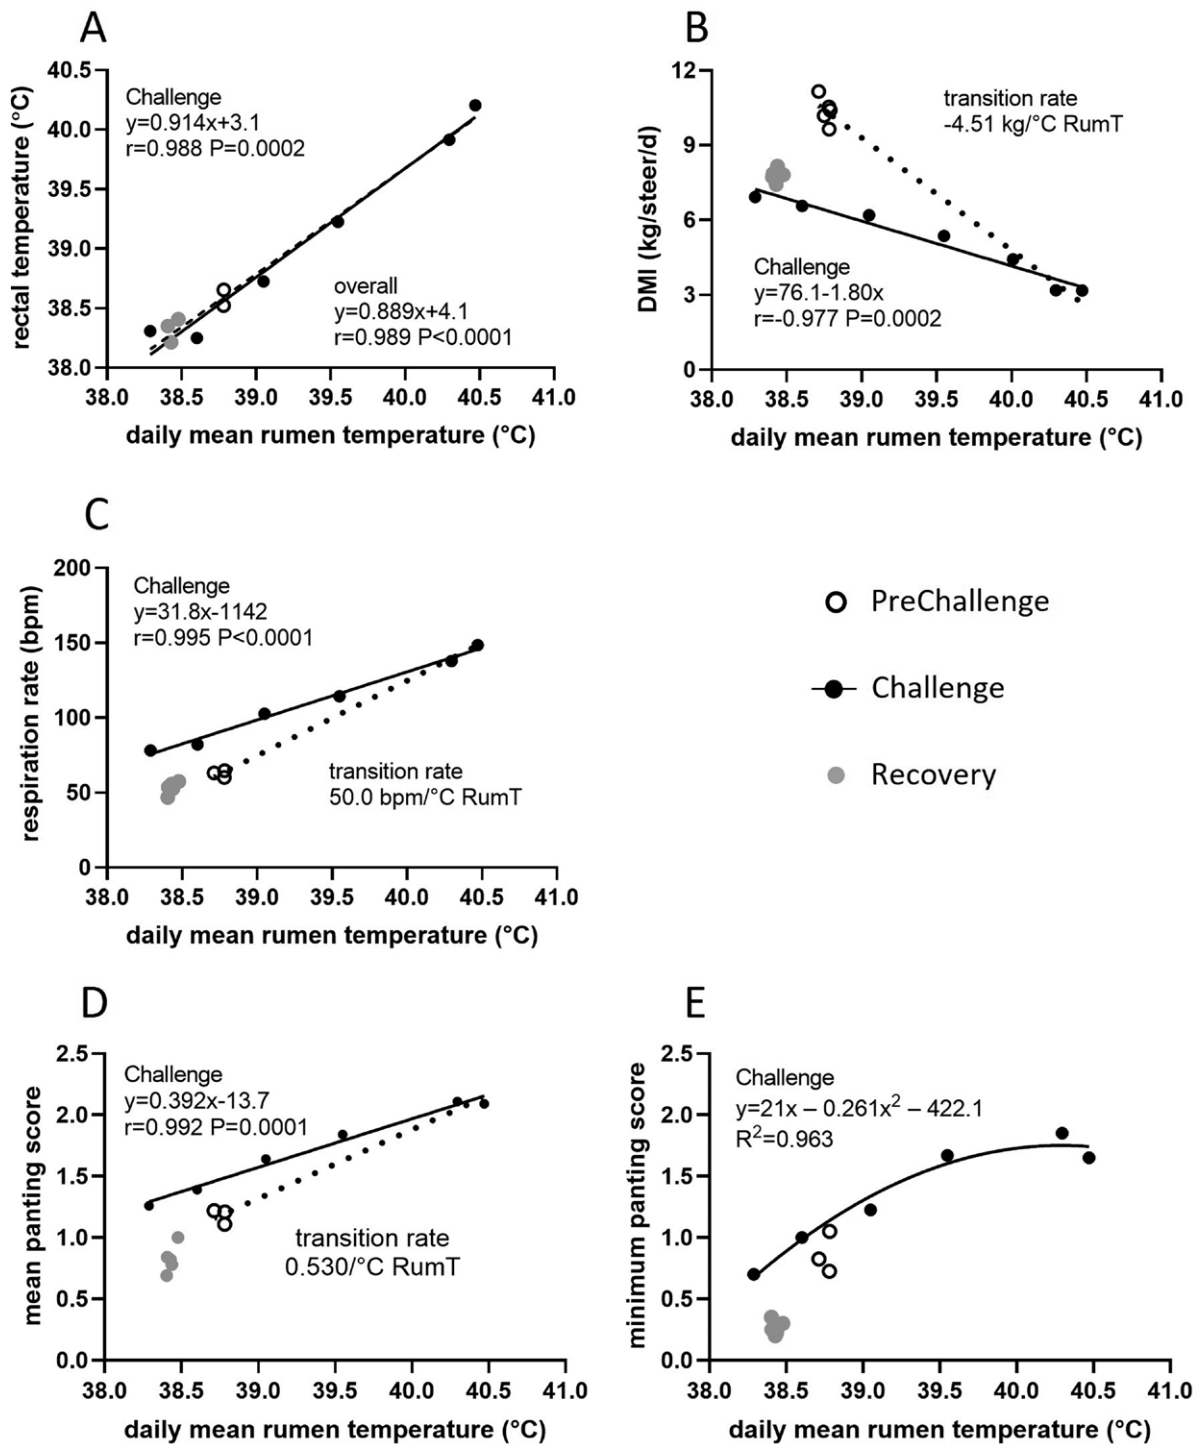 A
rectal temperature (°C)
40.5
40.0
39.5
39.0
38.5
38.0
Challenge
y=0.914x+3.1
r=0.988 P=0.0002
overall
y=0.889x+4.1
r=0.989 P<0.0001
38.0 38.5 39.0 39.5 40.0 40.5 41.0
daily mean rumen temperature (°C)
B
DMI (kg/steer/d)
12
9
6
3
0
transition rate
-4.51 kg/°C RumT
Challenge
y=76.1-1.80x
r=-0.977 P=0.0002
38.0 38.5 39.0 39.5 40.0 40.5 41.0
daily mean rumen temperature (°C)
C
respiration rate (bpm)
200
150
100
50
0
Challenge
y=31.8x-1142
r=0.995 P<0.0001
transition rate
50.0 bpm/°C RumT
38.0 38.5 39.0 39.5 40.0 40.5 41.0
daily mean rumen temperature (°C)
PreChallenge
Challenge
Recovery
D
mean panting score
2.5
2.0
1.5
1.0
0.5
0.0
Challenge
y=0.392x-13.7
r=0.992 P=0.0001
transition rate
0.530/°C RumT
38.0 38.5 39.0 39.5 40.0 40.5 41.0
daily mean rumen temperature (°C)
E
minimum panting score
2.5
2.0
1.5
1.0
0.5
0.0
Challenge
y=21x – 0.261x² – 422.1
R²=0.963
38.0 38.5 39.0 39.5 40.0 40.5 41.0
daily mean rumen temperature (°C)